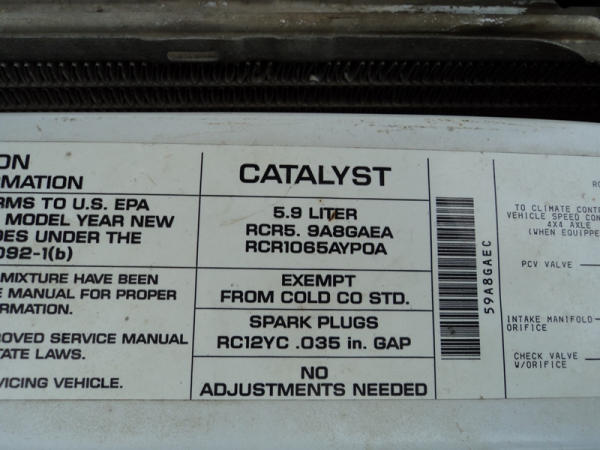 ON
RMATION
RMS TO U.S. EPA
MODEL YEAR NEW
DES UNDER THE
092-1(b)
MIXTURE HAVE BEEN
E MANUAL FOR PROPER
ORMATION.
ROVED SERVICE MANUAL
TATE LAWS.
VICING VEHICLE.
CATALYST
5.9 LITER
RCR5. 9A8GAEA
RCR1065AYP0A
EXEMPT
FROM COLD CO STD.
SPARK PLUGS
RC12YC .035 in. GAP
NO
ADJUSTMENTS NEEDED
59A8GAEC
RO
TO CLIMATE CONT
VEHICLE SPEED CON
4X4 AXLE
(WHEN EQUIPPE
PCV VALVE
INTAKE MANIFOLD
ORIFICE
CHECK VALVE
W/ORIFICE